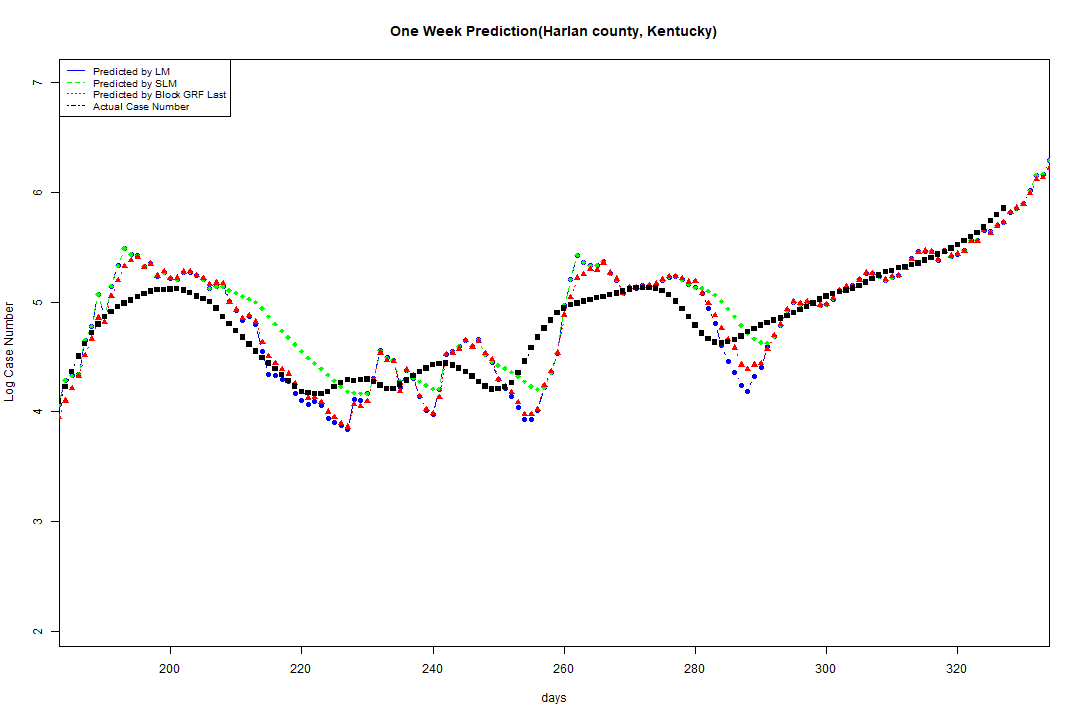 One Week Prediction(Harlan county, Kentucky)
Predicted by LM
Predicted by SLM
Predicted by Block GRF Last
Actual Case Number
Log Case Number
7
6
5
4
3
2
200 220 240 260 280 300 320
days